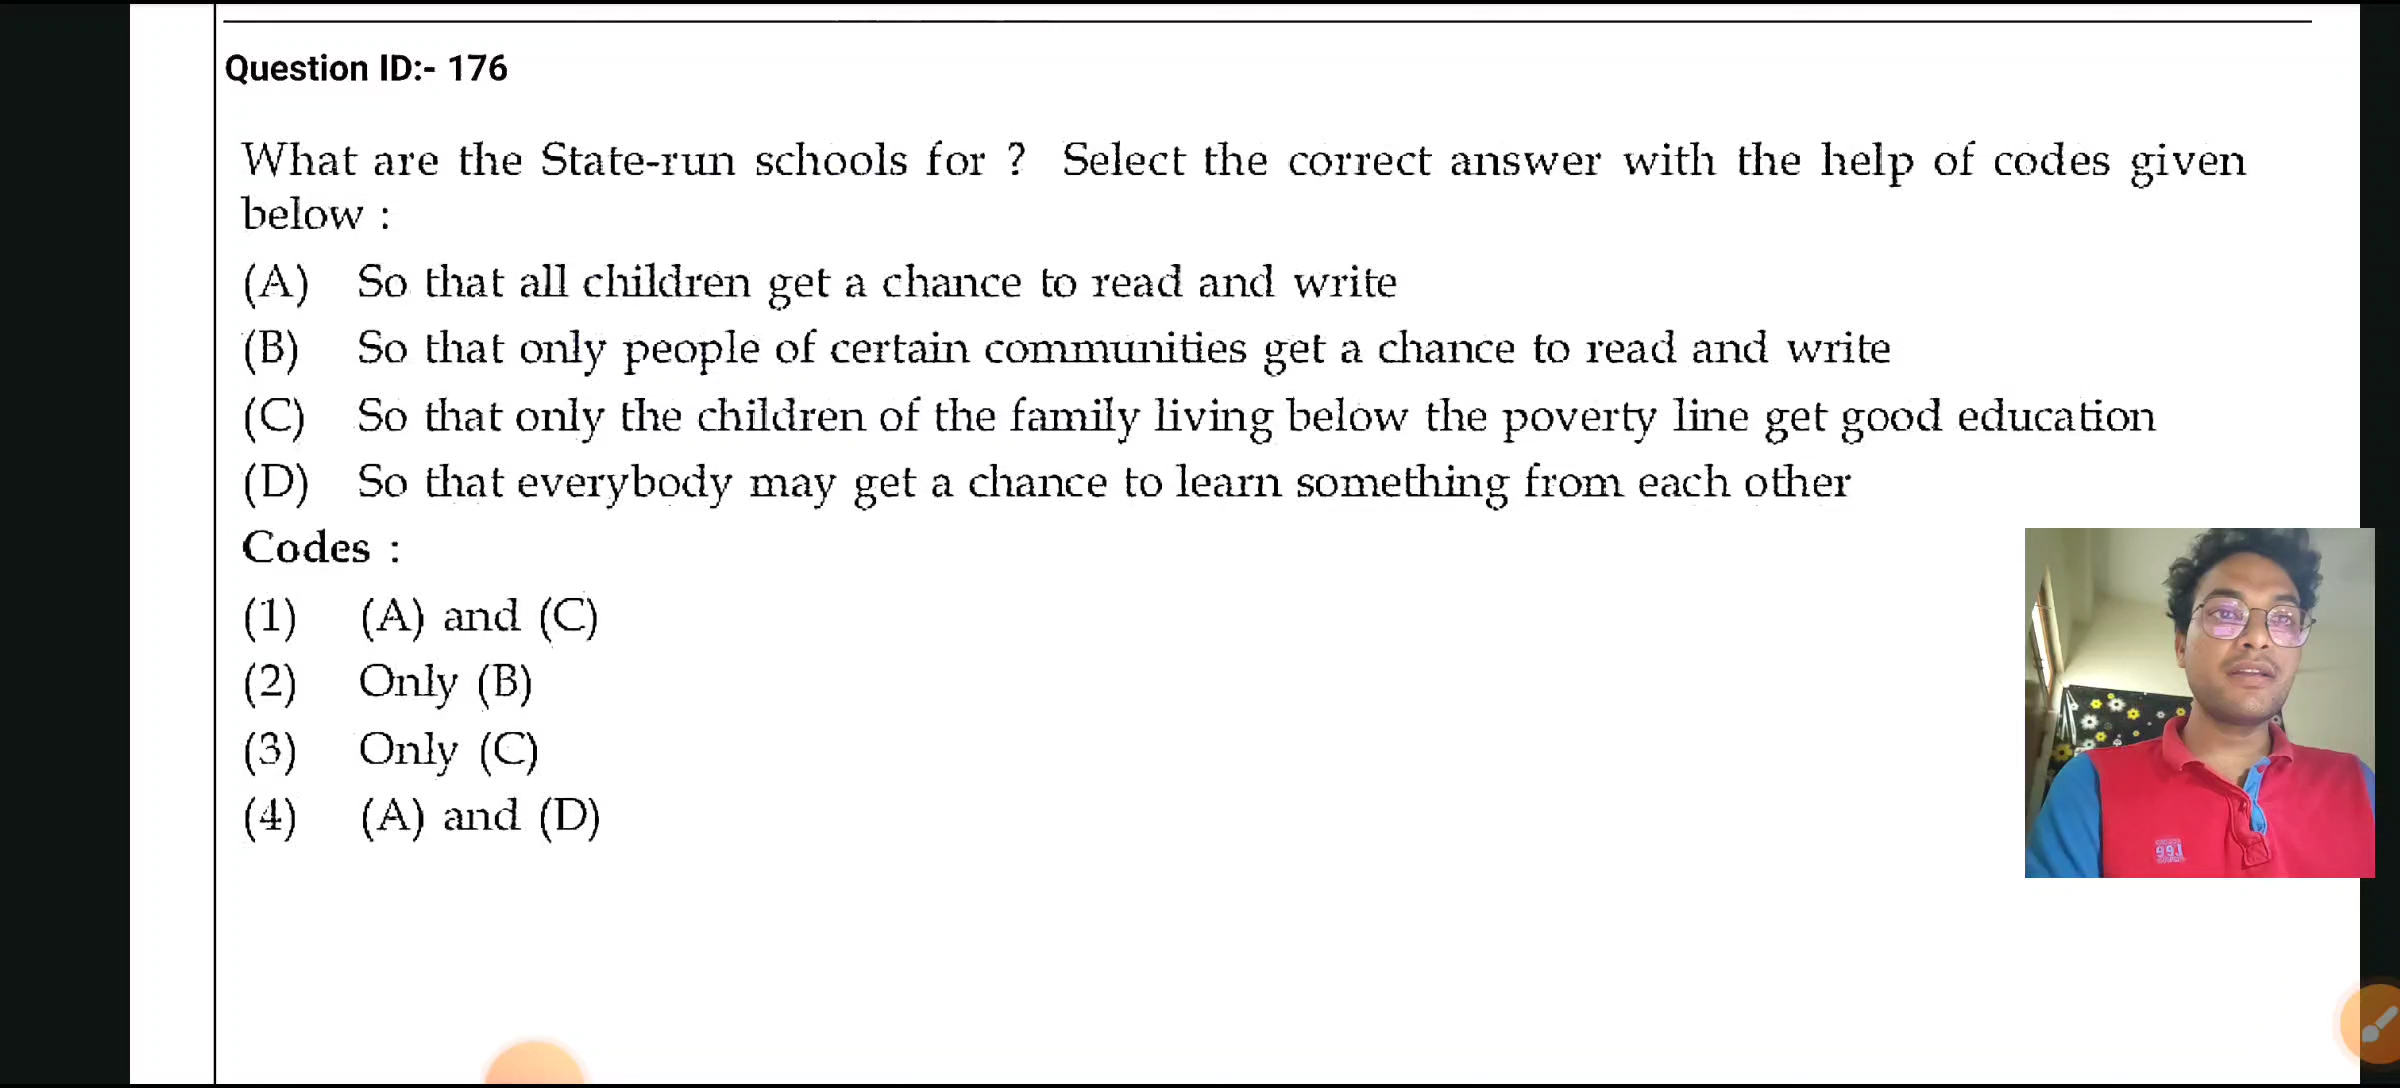 Question ID:- 176
What are the State-run schools for ? Select the correct answer with the help of codes given
below :
(A) So that all children get a chance to read and write
(B) So that only people of certain communities get a chance to read and write
(C) So that only the children of the family living below the poverty line get good education
(D) So that everybody may get a chance to learn something from each other
Codes :
(1) (A) and (C)
(2) Only (B)
(3) Only (C)
(4) (A) and (D)